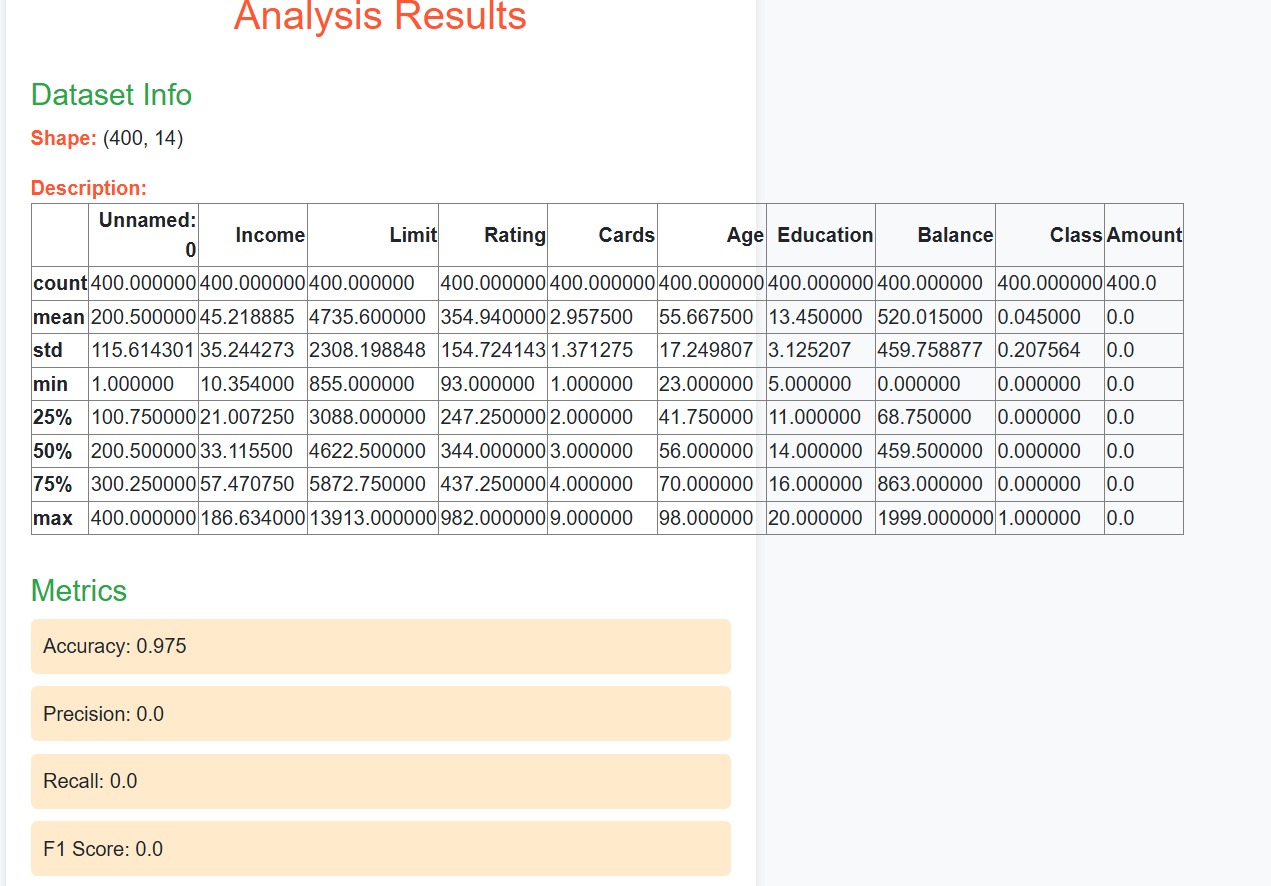 Analysis Results
Dataset Info
Shape: (400, 14)
Description:
Unnamed: 0 Income Limit Rating Cards Age Education Balance Class Amount
count 400.000000 400.000000 400.000000 400.000000 400.000000 400.000000 400.000000 400.000000 400.000000 400.0
mean 200.500000 45.218885 4735.600000 354.940000 2.957500 55.667500 13.450000 520.015000 0.045000 0.0
std 115.614301 35.244273 2308.198848 154.724143 1.371275 17.249807 3.125207 459.758877 0.207564 0.0
min 1.000000 10.354000 855.000000 93.000000 1.000000 23.000000 5.000000 0.000000 0.000000 0.0
25% 100.750000 21.007250 3088.000000 247.250000 2.000000 41.750000 11.000000 68.750000 0.000000 0.0
50% 200.500000 33.115500 4622.500000 344.000000 3.000000 56.000000 14.000000 459.500000 0.000000 0.0
75% 300.250000 57.470750 5872.750000 437.250000 4.000000 70.000000 16.000000 863.000000 0.000000 0.0
max 400.000000 186.634000 13913.000000 982.000000 9.000000 98.000000 20.000000 1999.000000 1.000000 0.0
Metrics
Accuracy: 0.975
Precision: 0.0
Recall: 0.0
F1 Score: 0.0